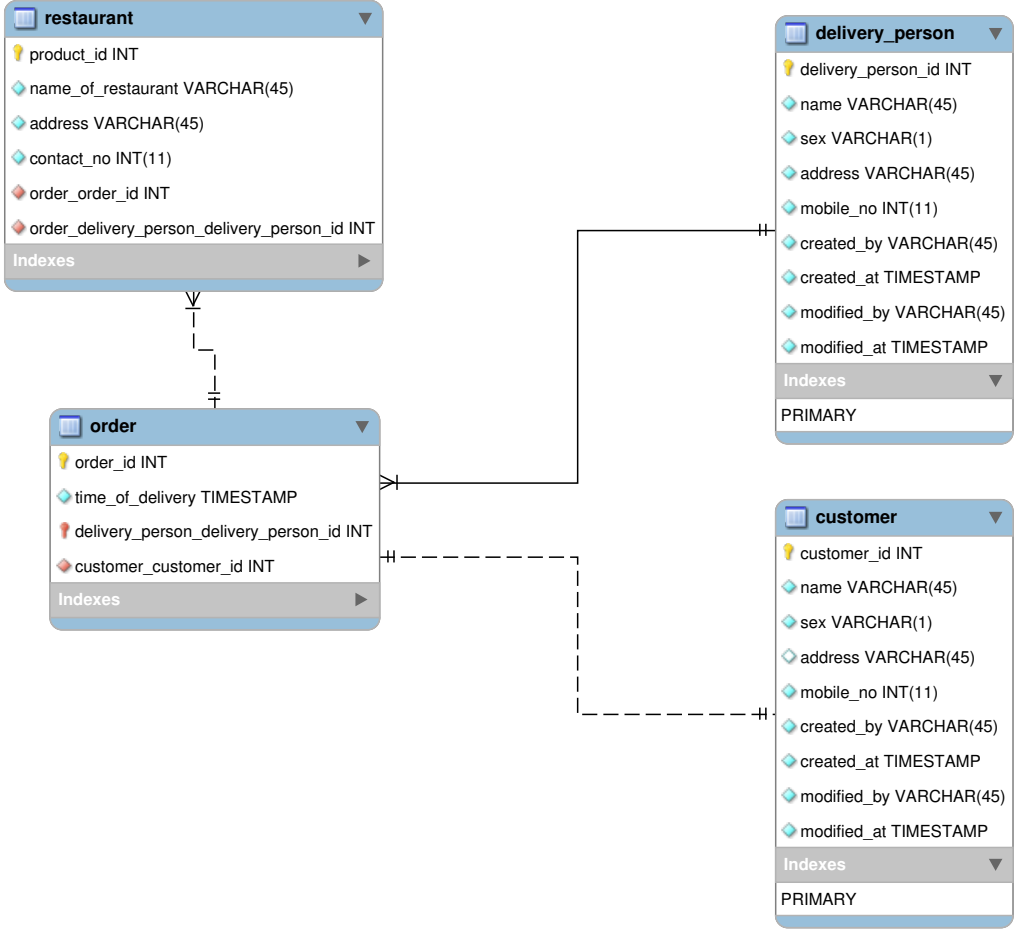 restaurant
product_id INT
name_of_restaurant VARCHAR(45)
address VARCHAR(45)
contact_no INT(11)
order_order_id INT
order_delivery_person_delivery_person_id INT
Indexes
order
order_id INT
time_of_delivery TIMESTAMP
delivery_person_delivery_person_id INT
customer_customer_id INT
Indexes
delivery_person
delivery_person_id INT
name VARCHAR(45)
sex VARCHAR(1)
address VARCHAR(45)
mobile_no INT(11)
created_by VARCHAR(45)
created_at TIMESTAMP
modified_by VARCHAR(45)
modified_at TIMESTAMP
Indexes
PRIMARY
customer
customer_id INT
name VARCHAR(45)
sex VARCHAR(1)
address VARCHAR(45)
mobile_no INT(11)
created_by VARCHAR(45)
created_at TIMESTAMP
modified_by VARCHAR(45)
modified_at TIMESTAMP
Indexes
PRIMARY